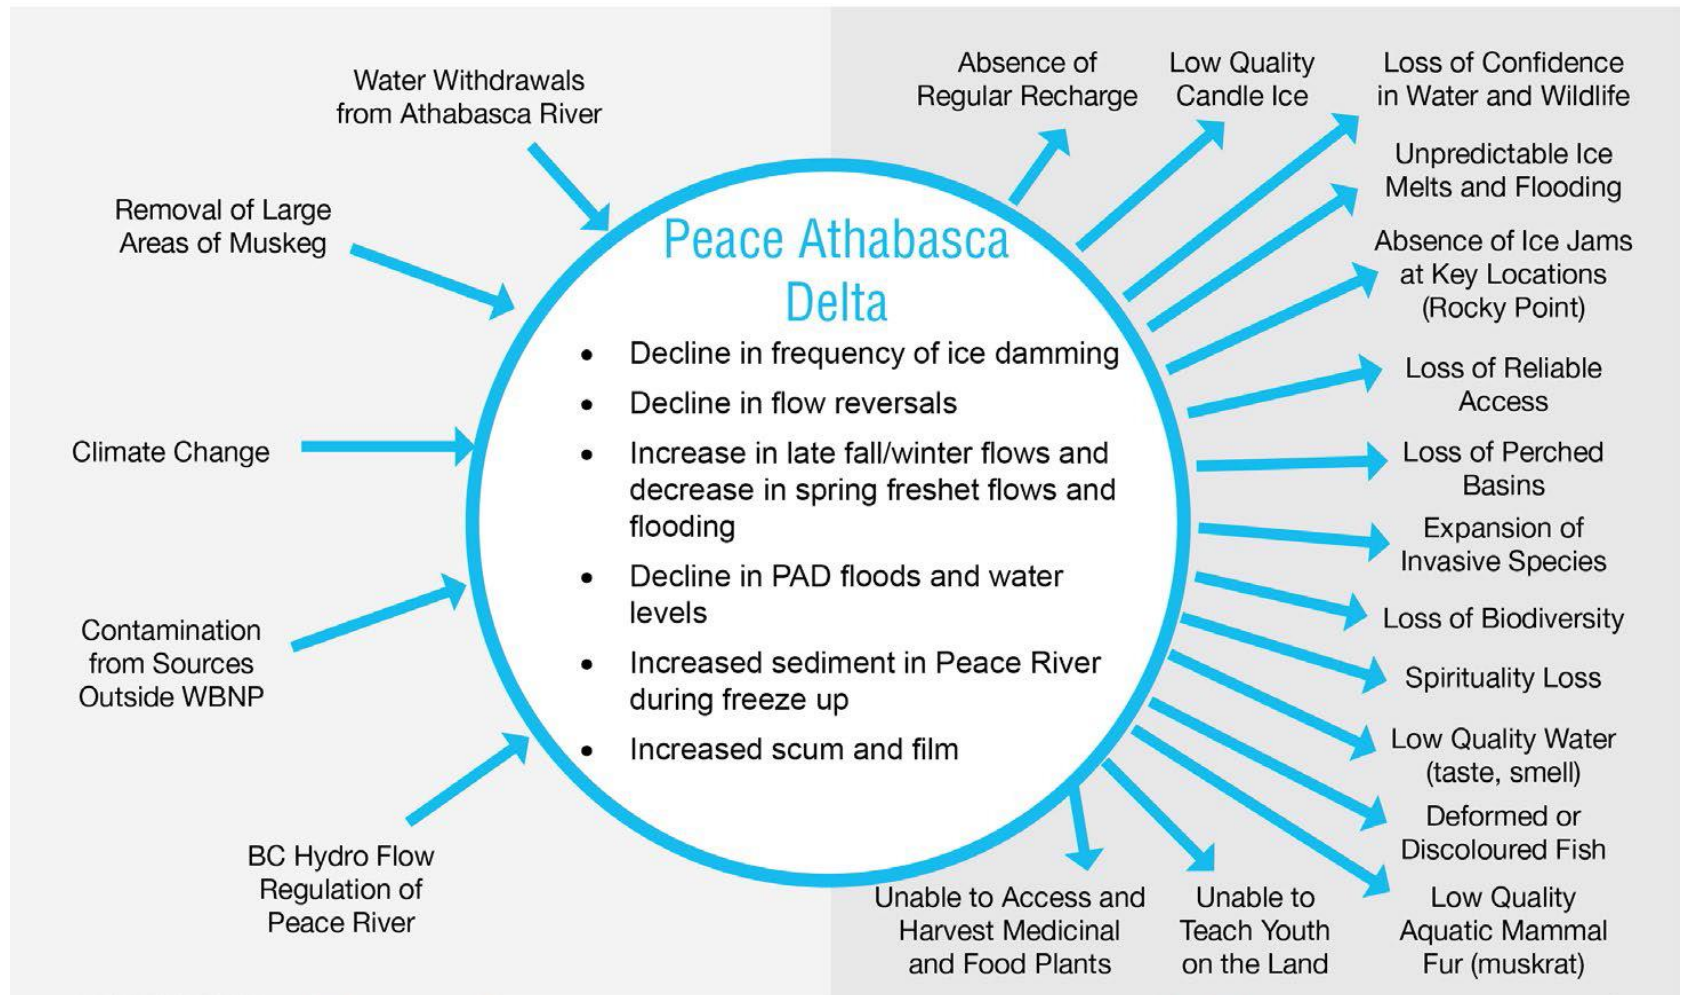 Water Withdrawals
from Athabasca River
Removal of Large
Areas of Muskeg
Climate Change
Contamination
from Sources
Outside WBNP
BC Hydro Flow
Regulation of
Peace River
Peace Athabasca
Delta
• Decline in frequency of ice damming
• Decline in flow reversals
• Increase in late fall/winter flows and
decrease in spring freshet flows and
flooding
• Decline in PAD floods and water
levels
• Increased sediment in Peace River
during freeze up
• Increased scum and film
Absence of
Regular Recharge
Low Quality
Candle Ice
Loss of Confidence
in Water and Wildlife
Unpredictable Ice
Melts and Flooding
Absence of Ice Jams
at Key Locations
(Rocky Point)
Loss of Reliable
Access
Loss of Perched
Basins
Expansion of
Invasive Species
Loss of Biodiversity
Spirituality Loss
Low Quality Water
(taste, smell)
Deformed or
Discoloured Fish
Low Quality
Aquatic Mammal
Fur (muskrat)
Unable to
Teach Youth
on the Land
Unable to Access and
Harvest Medicinal
and Food Plants